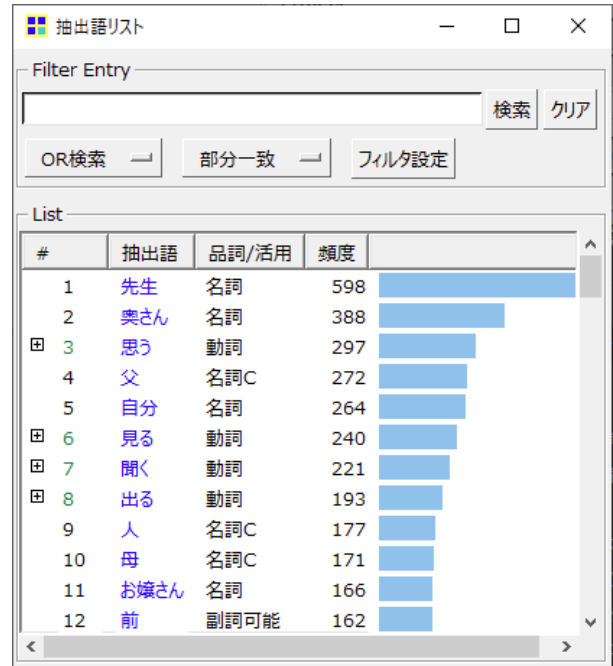 抽出語リスト
Filter Entry
検索 クリア
OR検索 部分一致 フィルタ設定
List
# 抽出語 品詞/活用 頻度
1 先生 名詞 598
2 奥さん 名詞 388
3 思う 動詞 297
4 父 名詞C 272
5 自分 名詞 264
6 見る 動詞 240
7 聞く 動詞 221
8 出る 動詞 193
9 人 名詞C 177
10 母 名詞C 171
11 お嬢さん 名詞 166
12 前 副詞可能 162